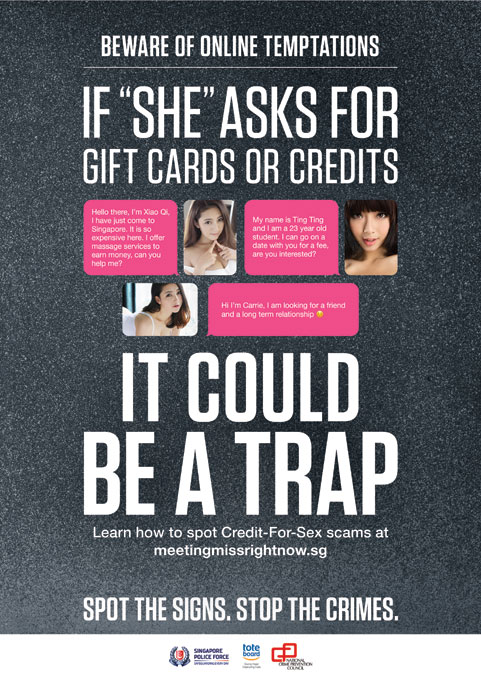 BEWARE OF ONLINE TEMPTATIONS
IF “SHE” ASKS FOR
GIFT CARDS OR CREDITS
Hello there, I'm Xiao Qi,
I have just come to
Singapore. It is so
expensive here. I offer
massage services to
earn money, can you
help me?
My name is Ting Ting
and I am a 23 year old
student. I can go on a
date with you for a fee,
are you interested?
Hi I'm Carrie, I am looking for a friend
and a long term relationship 😊
IT COULD
BE A TRAP
Learn how to spot Credit-For-Sex scams at
meetingmissrightnow.sg
SPOT THE SIGNS. STOP THE CRIMES.
SINGAPORE
POLICE FORCE
tote
board
NATIONAL
CRIME PREVENTION
COUNCIL